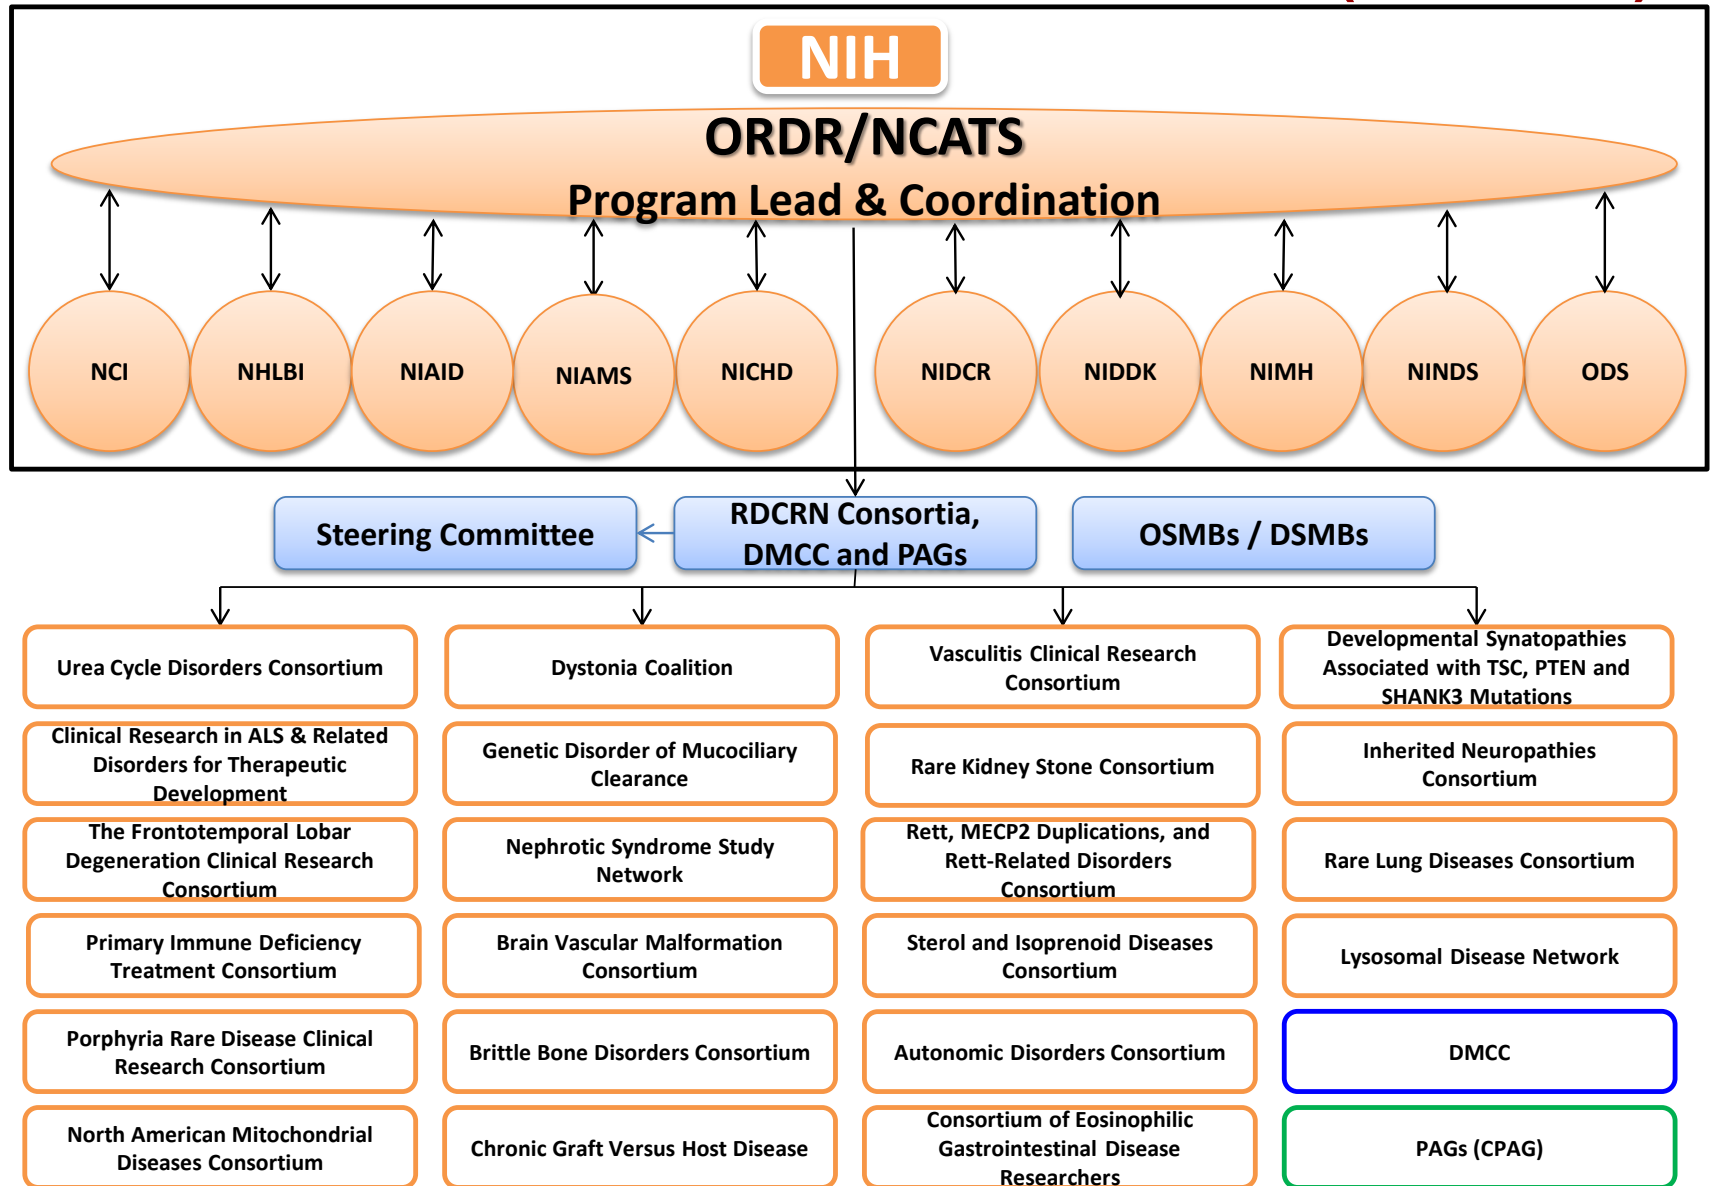 NIH
ORDR/NCATS
Program Lead & Coordination
NCI
NHLBI
NIAID
NIAMS
NICHD
NIDCR
NIDDK
NIMH
NINDS
ODS
Steering Committee
RDCRN Consortia,
DMCC and PAGs
OSMBs / DSMBs
Urea Cycle Disorders Consortium
Dystonia Coalition
Vasculitis Clinical Research
Consortium
Developmental Synatopathies
Associated with TSC, PTEN and
SHANK3 Mutations
Clinical Research in ALS & Related
Disorders for Therapeutic
Development
Genetic Disorder of Mucociliary
Clearance
Rare Kidney Stone Consortium
Inherited Neuropathies
Consortium
The Frontotemporal Lobar
Degeneration Clinical Research
Consortium
Nephrotic Syndrome Study
Network
Rett, MECP2 Duplications, and
Rett-Related Disorders
Consortium
Rare Lung Diseases Consortium
Primary Immune Deficiency
Treatment Consortium
Brain Vascular Malformation
Consortium
Sterol and Isoprenoid Diseases
Consortium
Lysosomal Disease Network
Porphyria Rare Disease Clinical
Research Consortium
Brittle Bone Disorders Consortium
Autonomic Disorders Consortium
DMCC
North American Mitochondrial
Diseases Consortium
Chronic Graft Versus Host Disease
Consortium of Eosinophilic
Gastrointestinal Disease
Researchers
PAGs (CPAG)